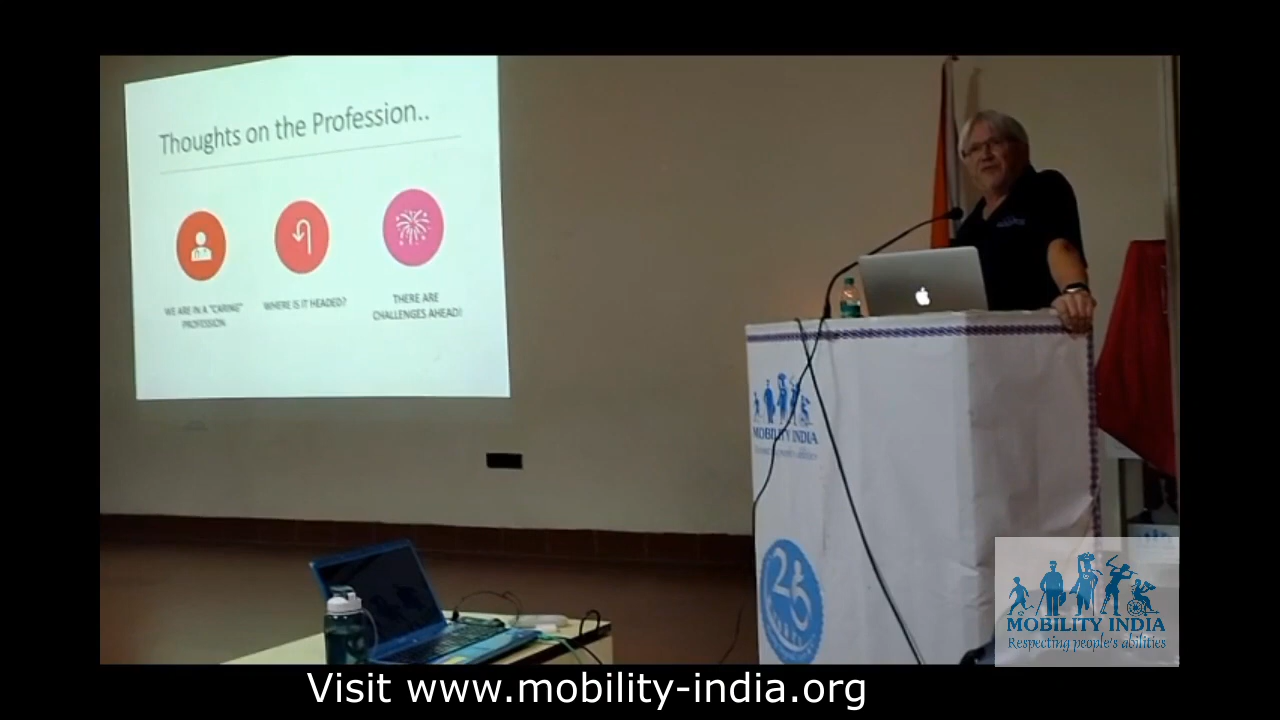 Thoughts on the Profession..
WE ARE IN A "CARING"
PROFESSION
WHERE IS IT HEADED?
THERE ARE
CHALLENGES AHEAD!
MOBILITY INDIA
26
MOBILITY INDIA
Respecting people's abilities
Visit www.mobility-india.org